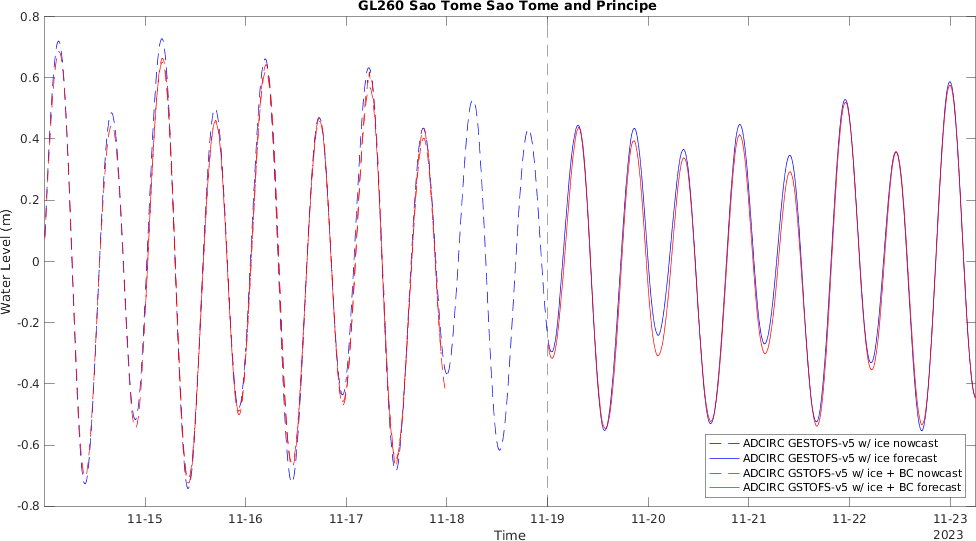 GL260 Sao Tome Sao Tome and Principe
Water Level (m)
0.8
0.6
0.4
0.2
0
-0.2
-0.4
-0.6
-0.8
11-15
11-16
11-17
11-18
11-19
11-20
11-21
11-22
11-23
2023
Time
ADCIRC GESTOFS-v5 w/ ice nowcast
ADCIRC GESTOFS-v5 w/ ice forecast
ADCIRC GSTOFS-v5 w/ ice + BC nowcast
ADCIRC GSTOFS-v5 w/ ice + BC forecast